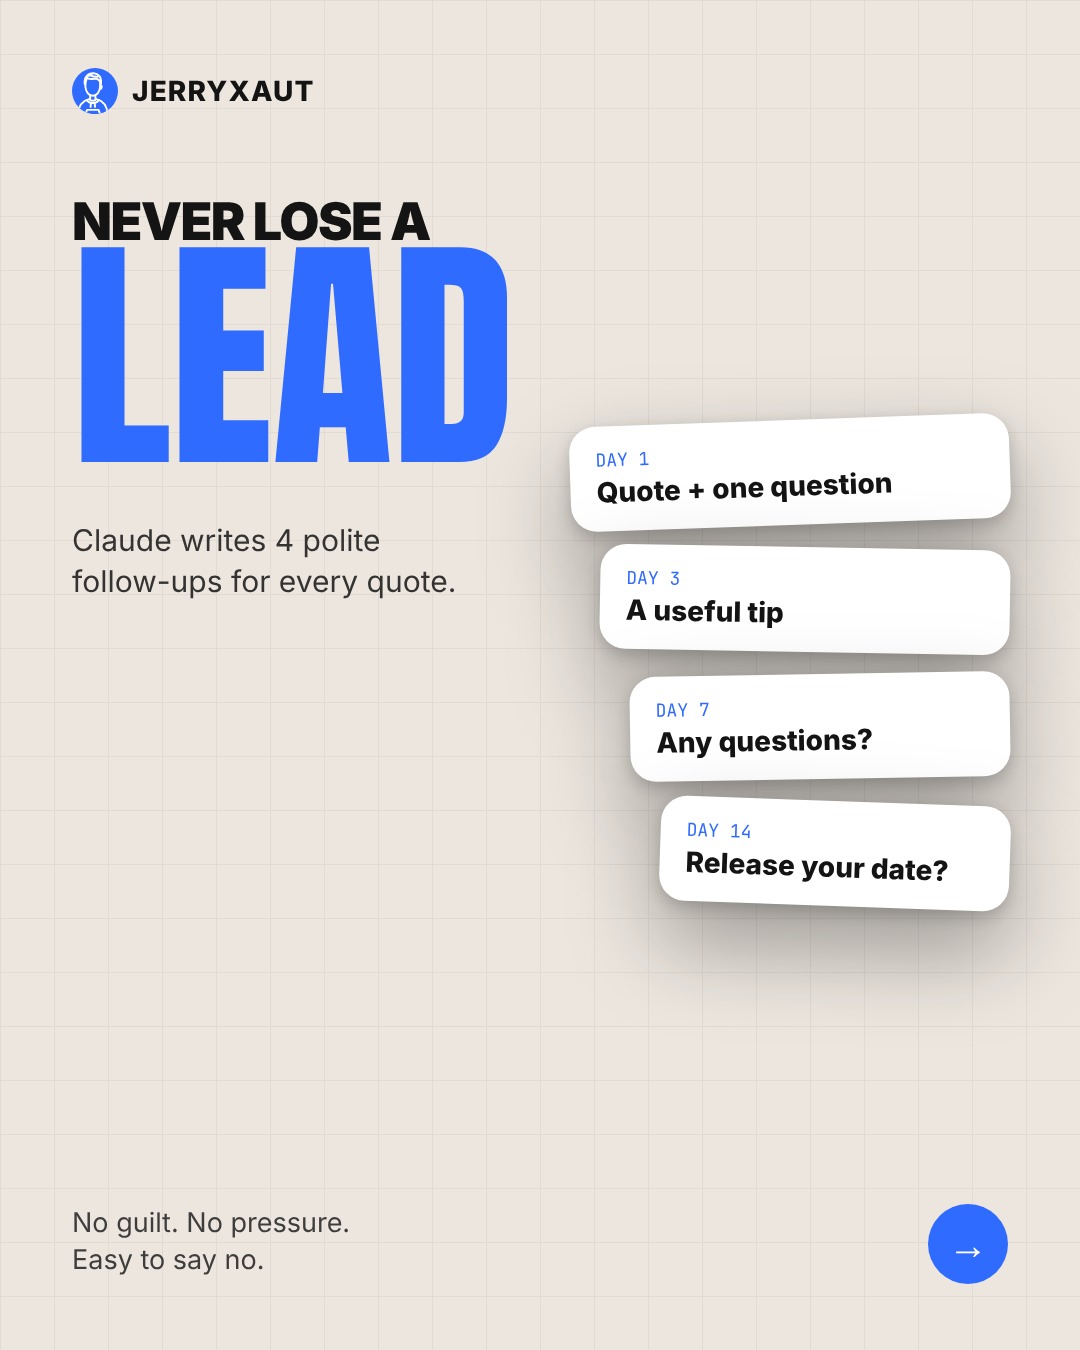 JERRYXAUT
NEVER LOSE A
LEAD
Claude writes 4 polite
follow-ups for every quote.
DAY 1
Quote + one question
DAY 3
A useful tip
DAY 7
Any questions?
DAY 14
Release your date?
No guilt. No pressure.
Easy to say no.
→